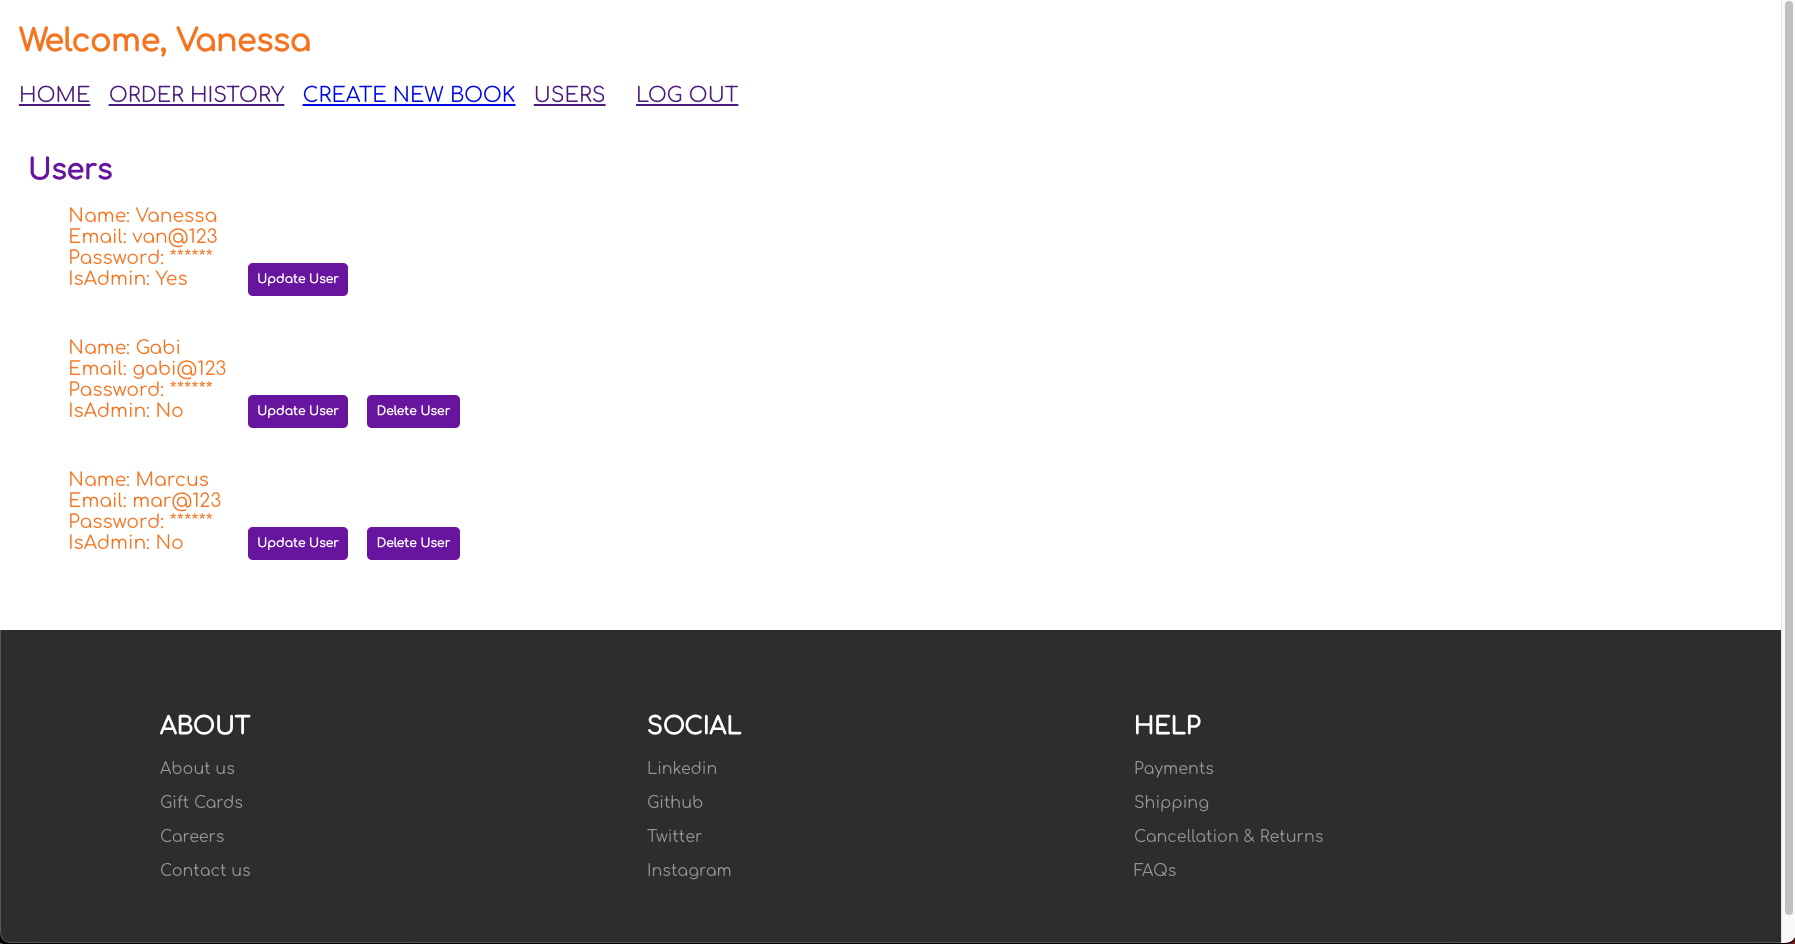 Welcome, Vanessa
HOME ORDER HISTORY CREATE NEW BOOK USERS LOG OUT
Users
Name: Vanessa
Email: van@123
Password: ******
IsAdmin: Yes Update User
Name: Gabi
Email: gabi@123
Password: ******
IsAdmin: No Update User Delete User
Name: Marcus
Email: mar@123
Password: ******
IsAdmin: No Update User Delete User
ABOUT
About us
Gift Cards
Careers
Contact us
SOCIAL
Linkedin
Github
Twitter
Instagram
HELP
Payments
Shipping
Cancellation & Returns
FAQs